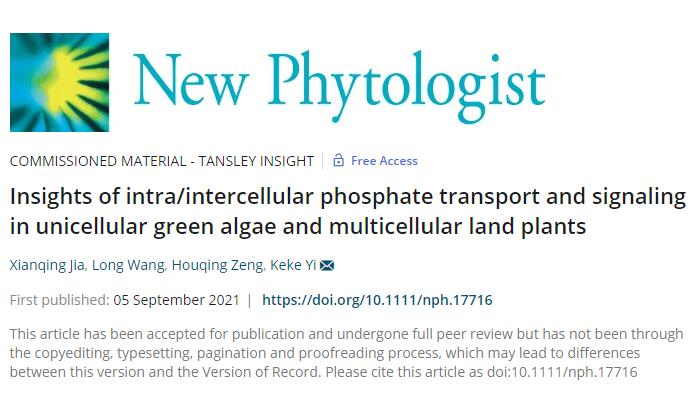 New Phytologist
COMMISSIONED MATERIAL - TANSLEY INSIGHT | Free Access
Insights of intra/intercellular phosphate transport and signaling
in unicellular green algae and multicellular land plants
Xianqing Jia, Long Wang, Houqing Zeng, Keke Yi
First published: 05 September 2021 | https://doi.org/10.1111/nph.17716
This article has been accepted for publication and undergone full peer review but has not been through
the copyediting, typesetting, pagination and proofreading process, which may lead to differences
between this version and the Version of Record. Please cite this article as doi:10.1111/nph.17716